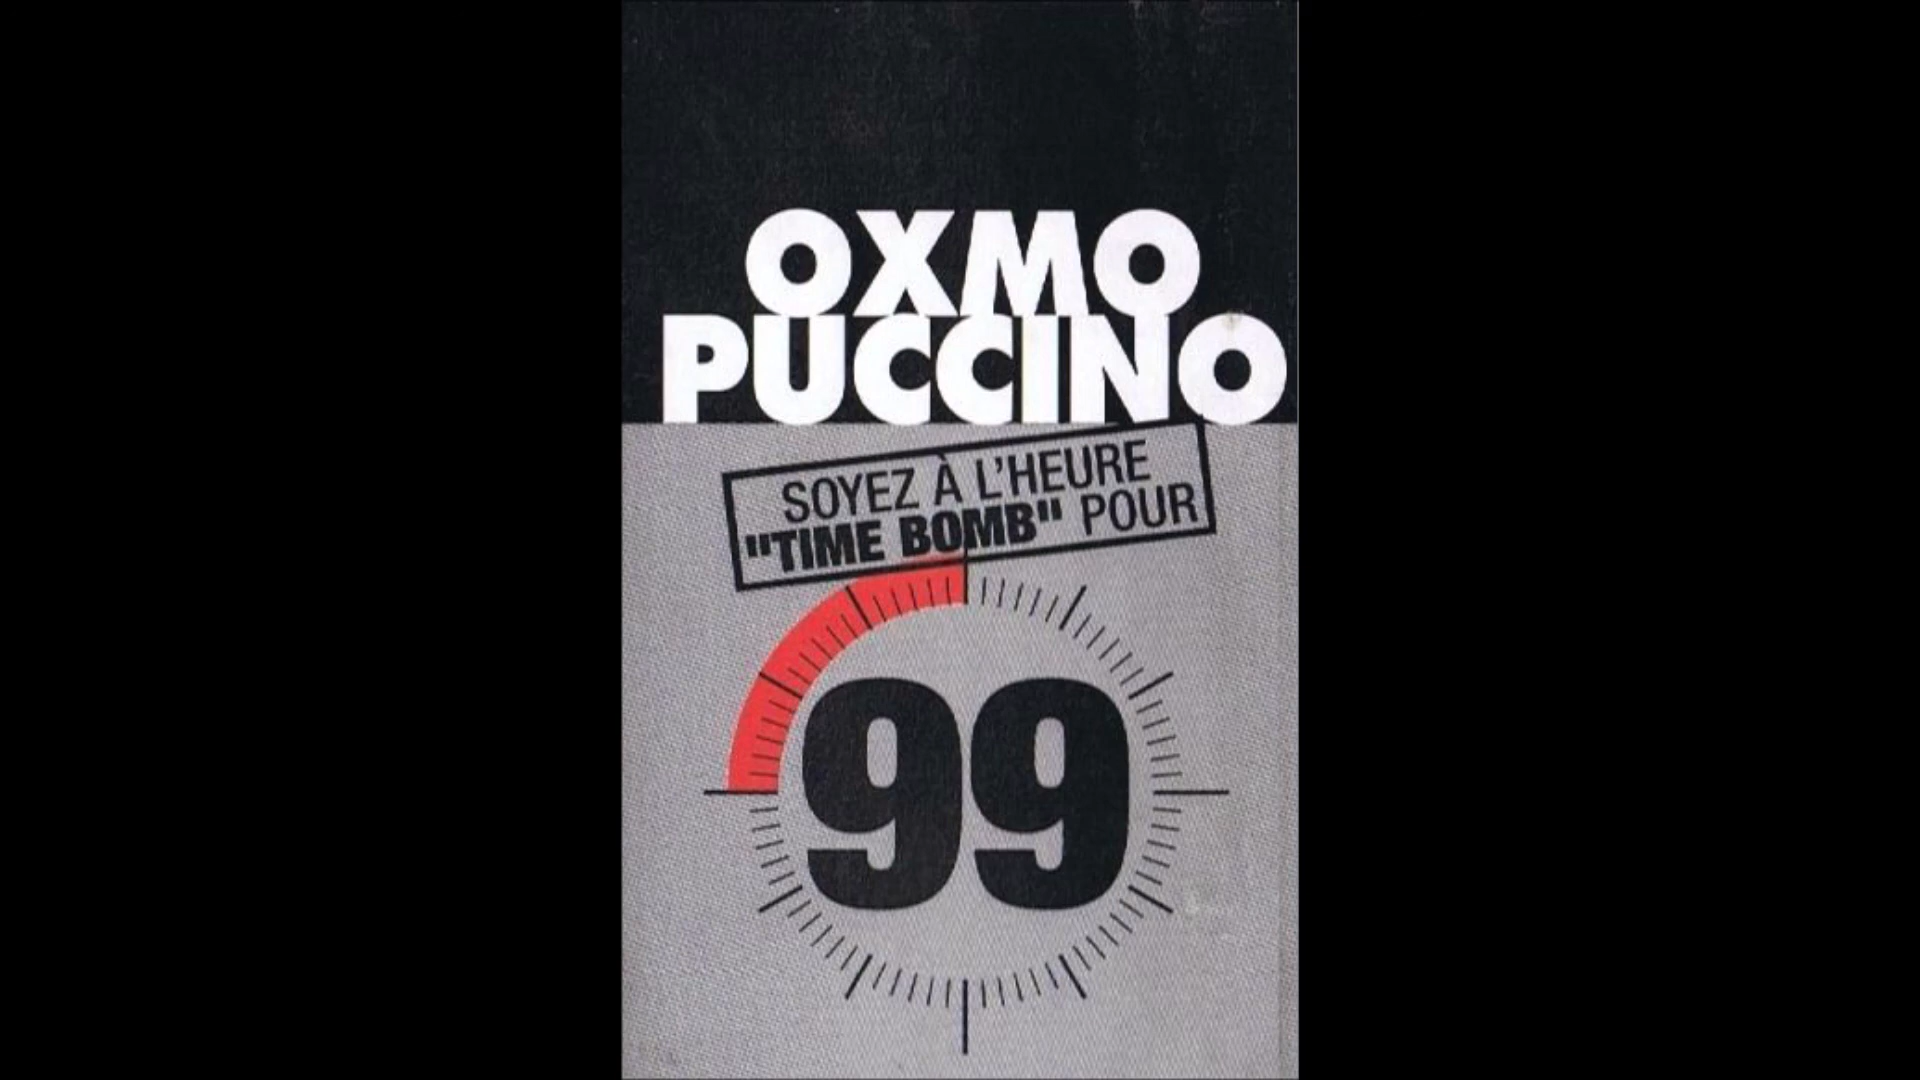 OXMO
PUCCINO
SOYEZ À L'HEURE
"TIME BOMB" POUR
99